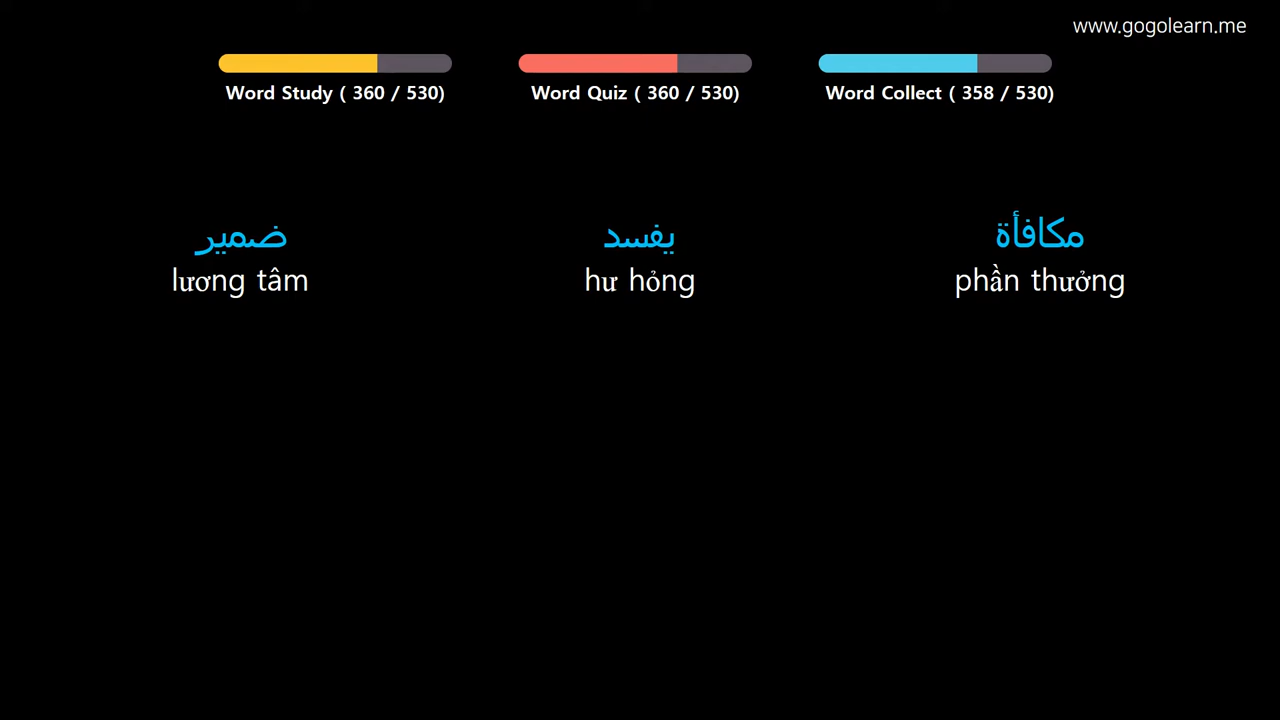 www.gogolearn.me
Word Study ( 360 / 530)
Word Quiz ( 360 / 530)
Word Collect ( 358 / 530)
ضمير
lương tâm
يفسد
hư hỏng
مكافأة
phần thưởng